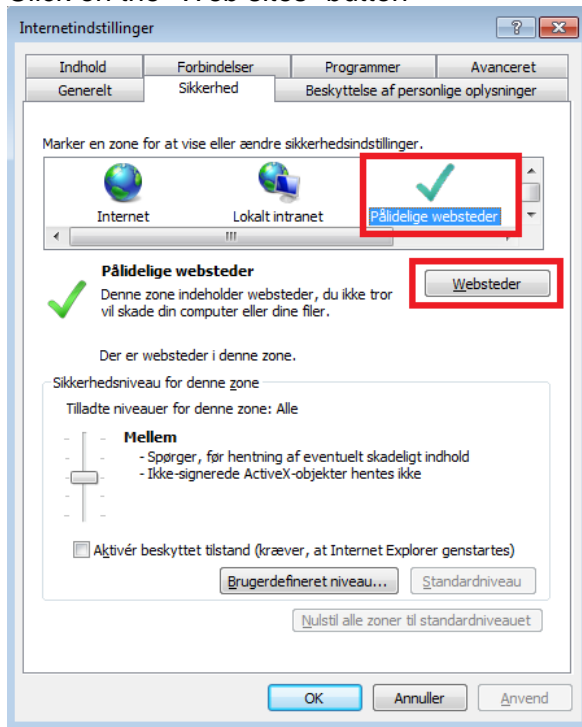 Click on the "Web sites" button
Internetindstillinger
Indhold Forbindelser Programmer Avanceret
Generelt Sikkerhed Beskyttelse af personlige oplysninger
Marker en zone for at vise eller ændre sikkerhedsindstillinger.
Internet Lokalt intranet Pålidelige websteder
Pålidelige websteder
Denne zone indeholder websteder, du ikke tror
vil skade din computer eller dine filer.
Websteder
Der er websteder i denne zone.
Sikkerhedsniveau for denne zone
Tilladte niveauer for denne zone: Alle
Mellem
- Spørger, før hentning af eventuelt skadeligt indhold
- Ikke-signerede ActiveX-objekter hentes ikke
Aktivér beskyttet tilstand (kræver, at Internet Explorer genstartes)
Brugerdefineret niveau... Standardniveau
Nulstil alle zoner til standardniveauet
OK Annuller Anvend